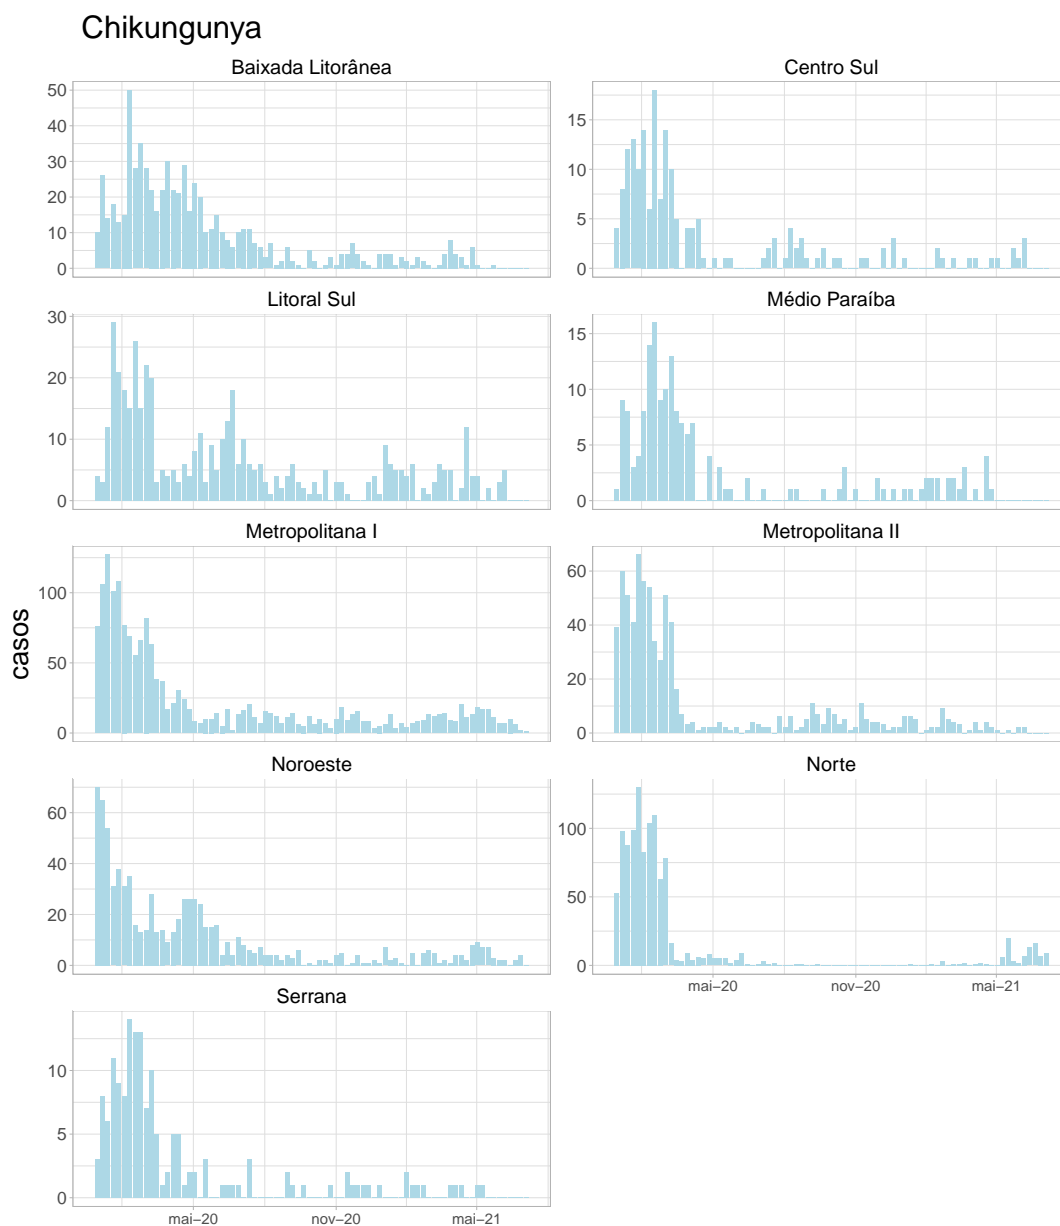 Chikungunya
Baixada Litorânea
50
40
30
20
10
0
Centro Sul
15
10
5
0
Litoral Sul
30
20
10
0
Médio Paraíba
15
10
5
0
casos
Metropolitana I
100
50
0
Metropolitana II
60
40
20
0
Noroeste
60
40
20
0
Norte
100
50
0
mai−20 nov−20 mai−21
Serrana
10
5
0
mai−20 nov−20 mai−21